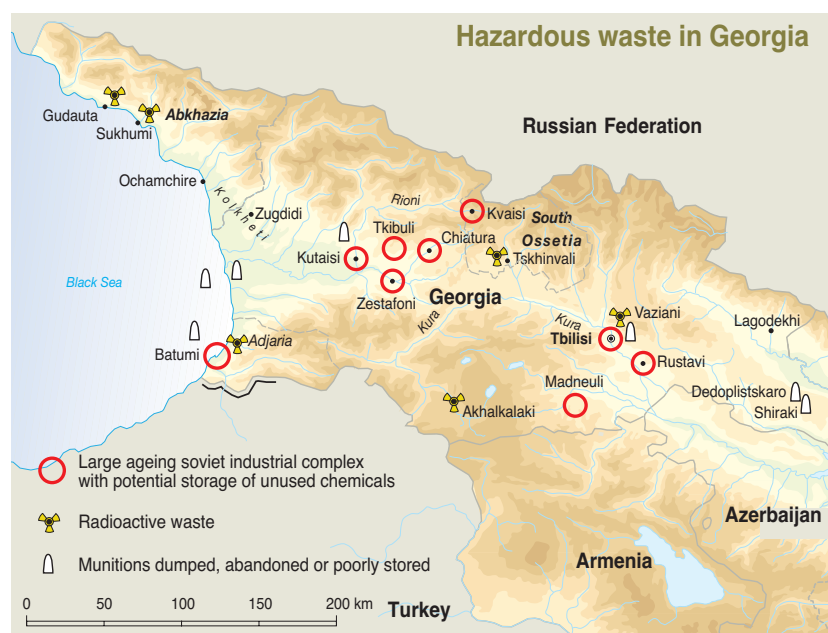 Hazardous waste in Georgia
Russian Federation
Gudauta
Abkhazia
Sukhumi
Ochamchire
Kolkheti
Zugdidi
Rioni
Kvaisi
South
Ossetia
Tkibuli
Chiatura
Kutaisi
Tskhinvali
Black Sea
Zestafoni
Georgia
Kura
Kura
Vaziani
Lagodekhi
Tbilisi
Adjaria
Batumi
Rustavi
Madneuli
Dedoplistskaro
Shiraki
Akhalkalaki
Large ageing soviet industrial complex
with potential storage of unused chemicals
Radioactive waste
Azerbaijan
Munitions dumped, abandoned or poorly stored
Armenia
0 50 100 150 200 km
Turkey